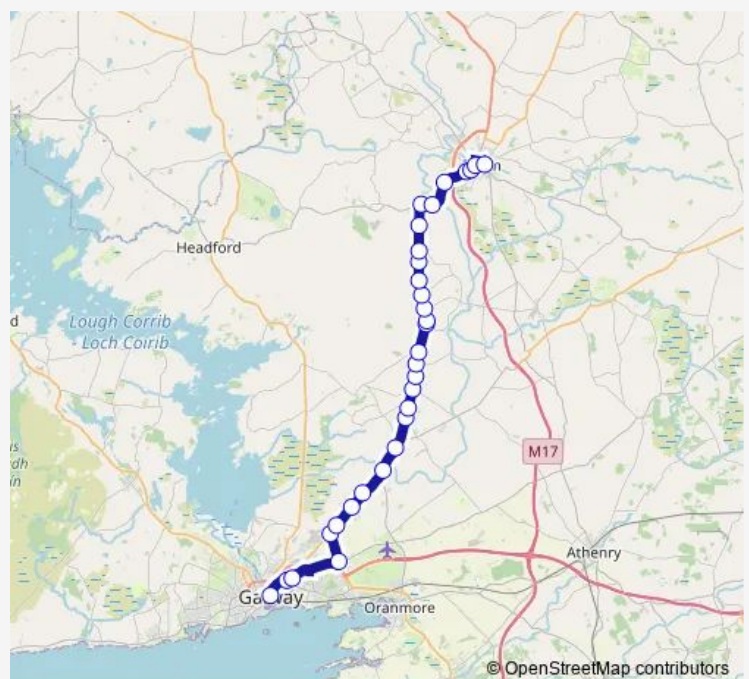 Headford
Lough Corrib
- Loch Coirib
M17
Athenry
Oranmore
© OpenStreetMap contributors